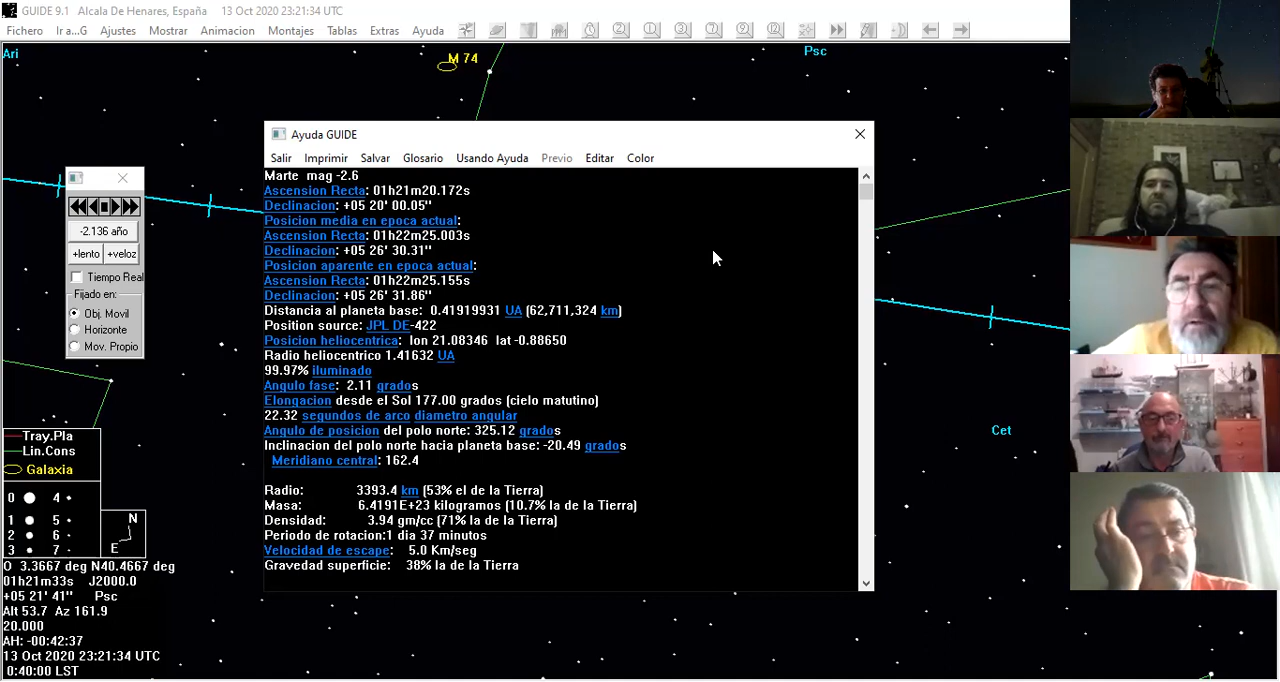 GUIDE 9.1 Alcala De Henares, España 13 Oct 2020 23:21:34 UTC
Fichero Ir a...G Ajustes Mostrar Animacion Montajes Tablas Extras Ayuda
Ari
M 74
Psc
Ayuda GUIDE
Salir Imprimir Salvar Glosario Usando Ayuda Previo Editar Color
Marte mag -2.6
Ascension Recta: 01h21m20.172s
Declinacion: +05 20' 00.05"
Posicion media en epoca actual:
Ascension Recta: 01h22m25.003s
Declinacion: +05 26' 30.31"
Posicion aparente en epoca actual:
Ascension Recta: 01h22m25.155s
Declinacion: +05 26' 31.86"
Distancia al planeta base: 0.41919931 UA (62,711,324 km)
Position source: JPL DE-422
Posicion heliocentrica: lon 21.08346 lat -0.88650
Radio heliocentrico 1.41632 UA
99.97% iluminado
Angulo fase: 2.11 grados
Elongacion desde el Sol 177.00 grados (cielo matutino)
22.32 segundos de arco diametro angular
Angulo de posicion del polo norte: 325.12 grados
Inclinacion del polo norte hacia planeta base: -20.49 grados
Meridiano central: 162.4
Radio: 3393.4 km (53% el de la Tierra)
Masa: 6.4191E+23 kilogramos (10.7% la de la Tierra)
Densidad: 3.94 gm/cc (71% la de la Tierra)
Periodo de rotacion:1 dia 37 minutos
Velocidad de escape: 5.0 Km/seg
Gravedad superficie: 38% la de la Tierra
-2.136 año
+lento +veloz
Tiempo Real
Fijado en:
Obj. Movil
Horizonte
Mov. Propio
Cet
Tray.Pla
Lin.Cons
Galaxia
0 4
1 5
2 6
3 7
N
E
O 3.3667 deg N40.4667 deg
01h21m33s J2000.0
+05 21' 41" Psc
Alt 53.7 Az 161.9
20.000
AH: -00:42:37
13 Oct 2020 23:21:34 UTC
0:40:00 LST